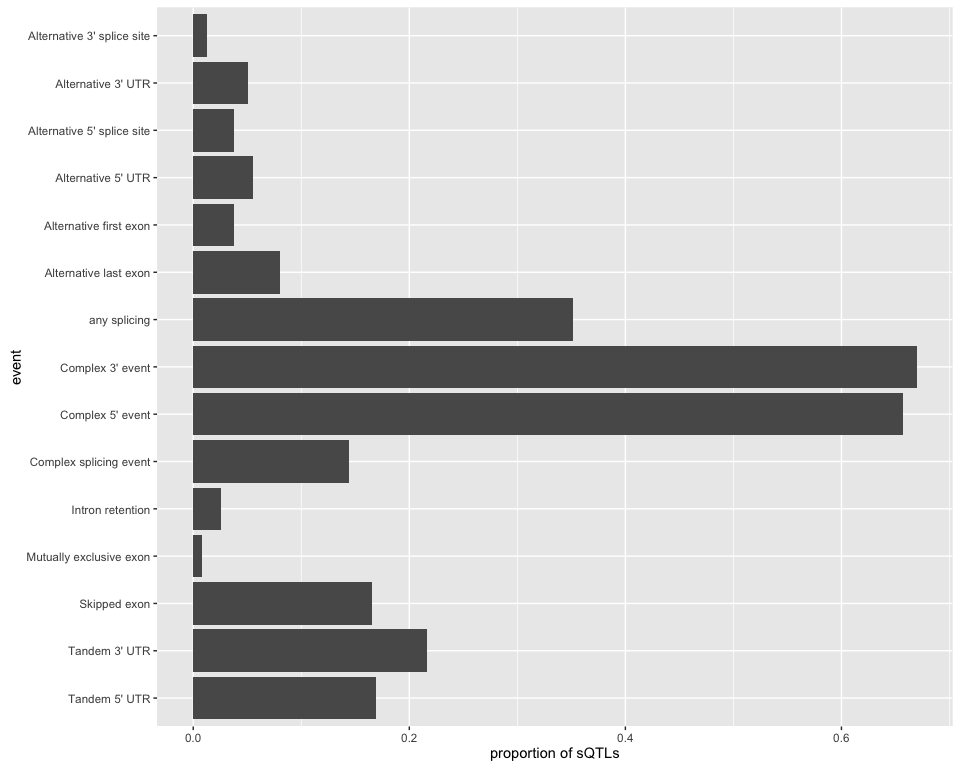 Alternative 3' splice site
Alternative 3' UTR
Alternative 5' splice site
Alternative 5' UTR
Alternative first exon
Alternative last exon
any splicing
Complex 3' event
Complex 5' event
Complex splicing event
Intron retention
Mutually exclusive exon
Skipped exon
Tandem 3' UTR
Tandem 5' UTR
event
0.0 0.2 0.4 0.6
proportion of sQTLs